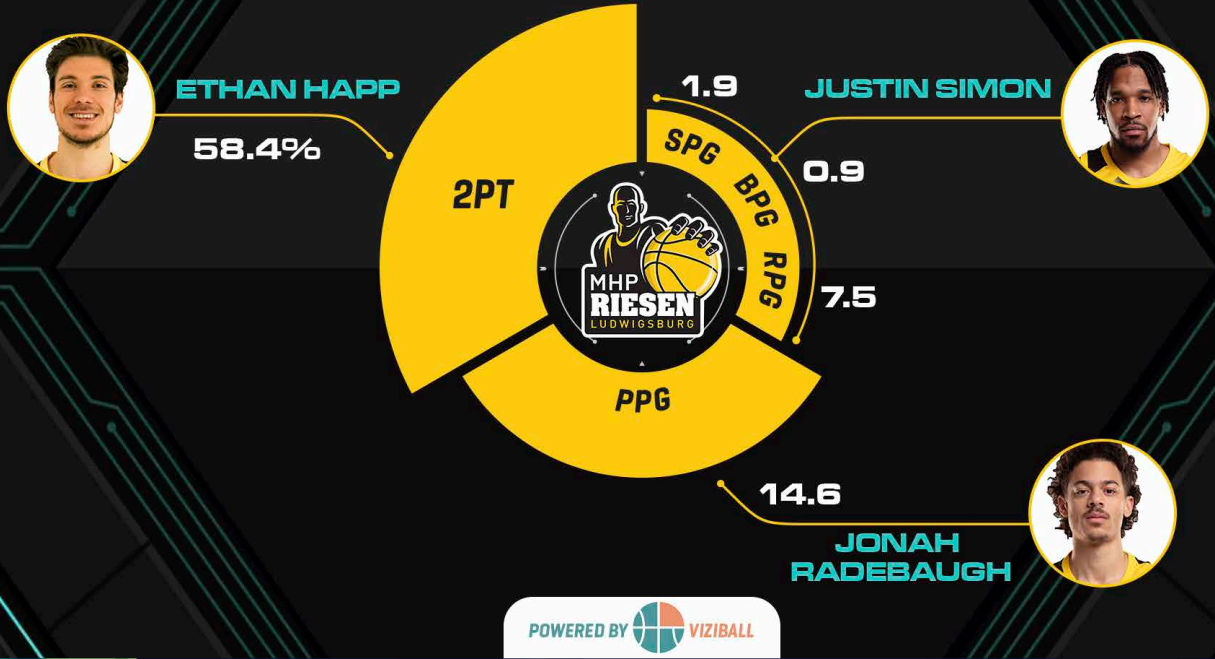 ETHAN HAPP
58.4%
2PT
1.9
JUSTIN SIMON
SPG
0.9
BPG
RPG
7.5
MHP
RIESEN
LUDWIGSBURG
PPG
14.6
JONAH
RADEBAUGH
POWERED BY VIZIBALL